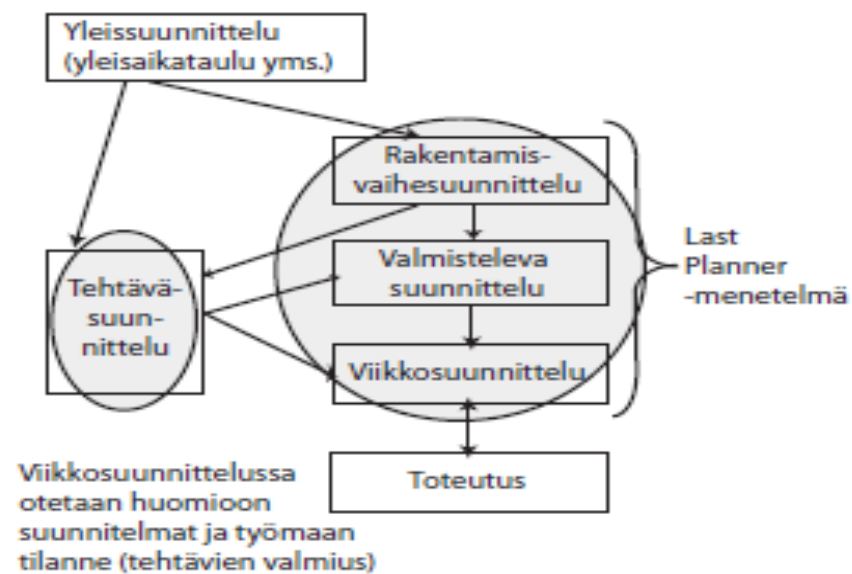 Yleissuunnittelu
(yleisaikataulu yms.)
Rakentamis-
vaihesuunnittelu
Valmisteleva
suunnittelu
Last
Planner
-menetelmä
Tehtävä-
suun-
nittelu
Viikkosuunnittelu
Toteutus
Viikkosuunnittelussa
otetaan huomioon
suunnitelmat ja työmaan
tilanne (tehtävien valmius)